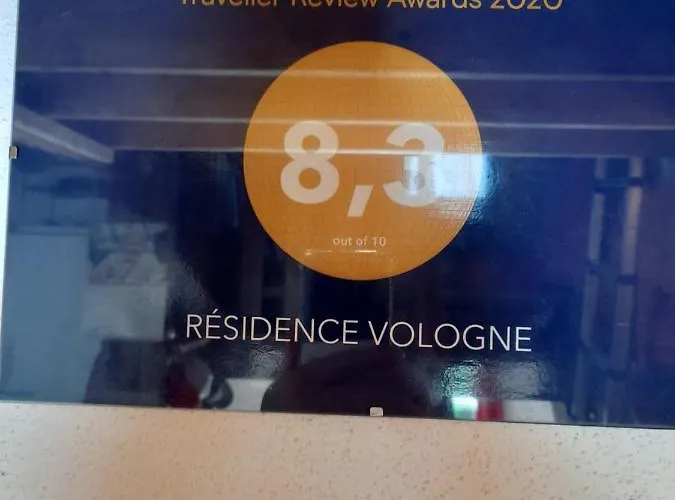 Traveller Review Awards 2020
8,3
out of 10
RÉSIDENCE VOLOGNE